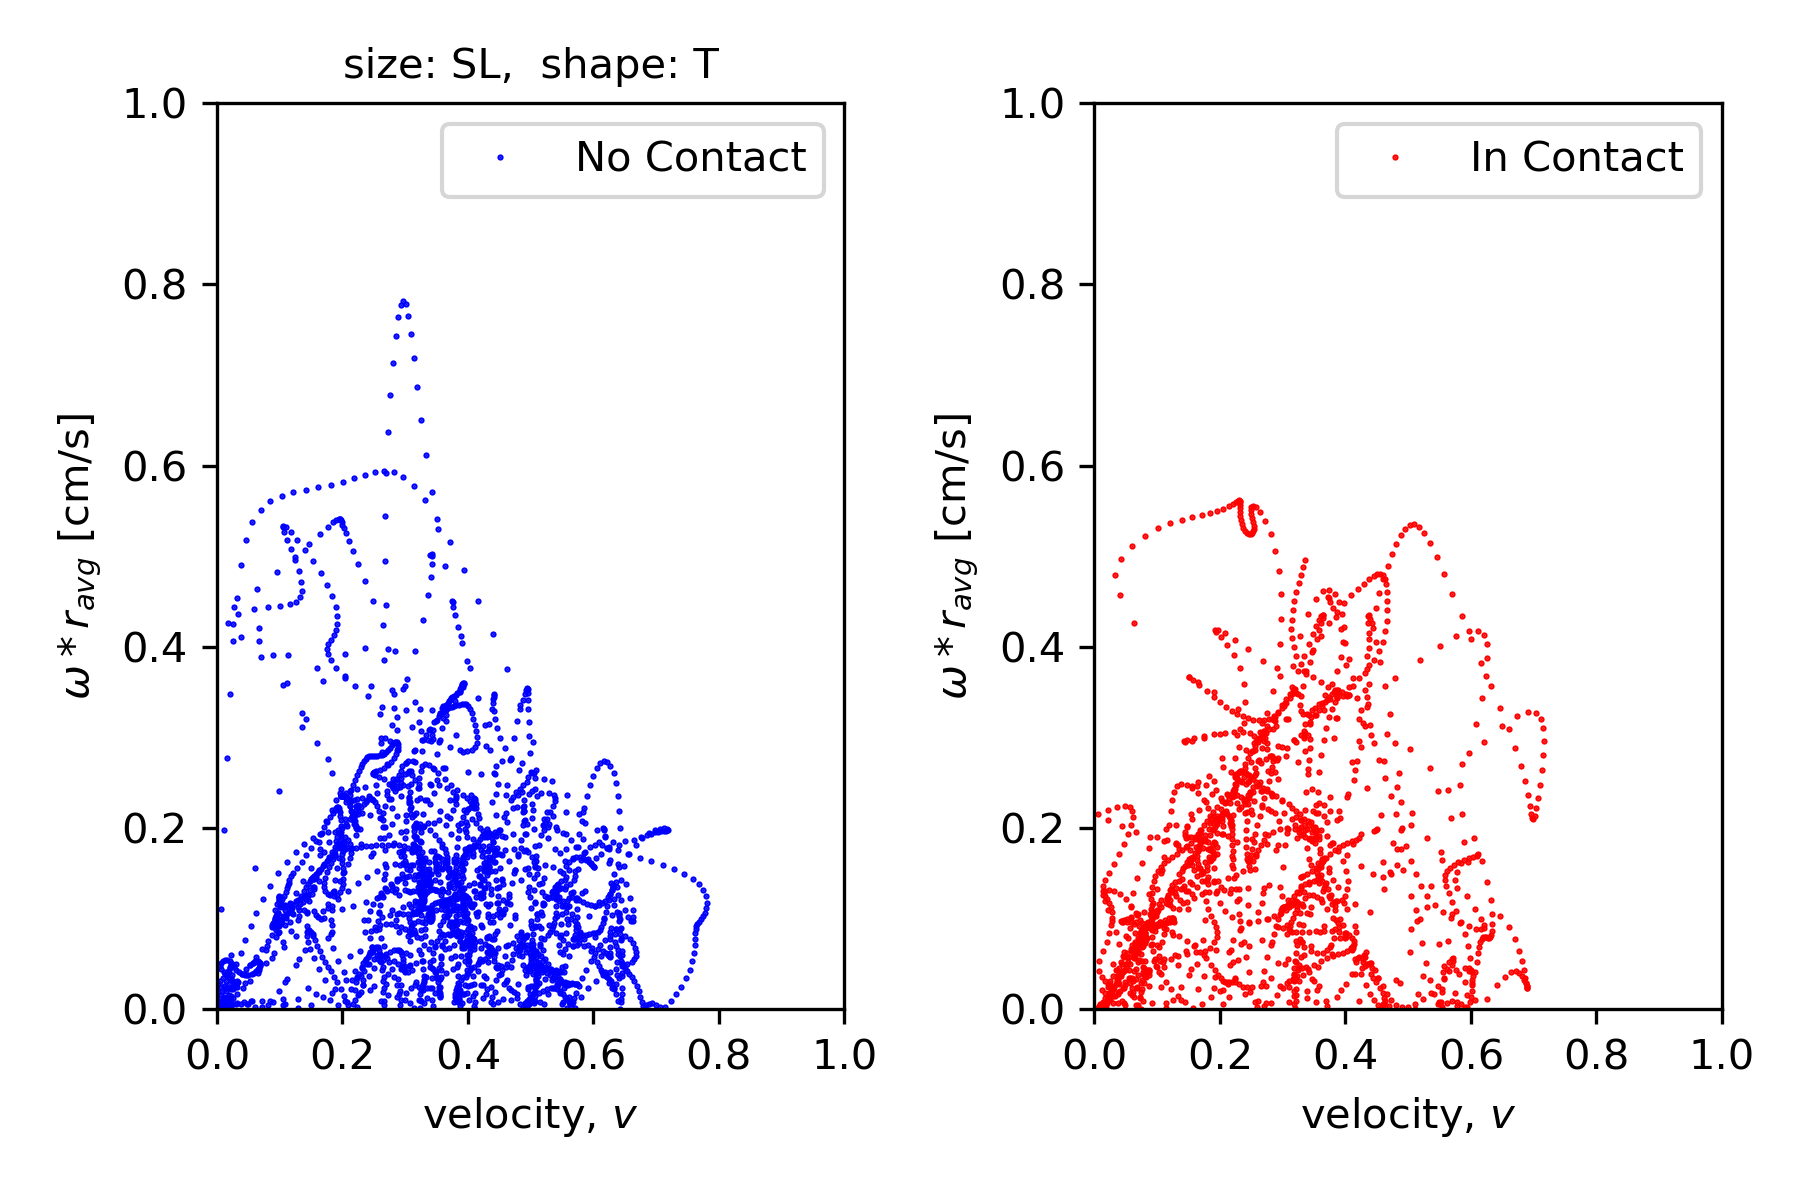 size: SL,  shape: T
1.0
0.8
0.6
0.4
0.2
0.0
ω * r_avg [cm/s]
No Contact
0.0 0.2 0.4 0.6 0.8 1.0
velocity, v
1.0
0.8
0.6
0.4
0.2
0.0
ω * r_avg [cm/s]
In Contact
0.0 0.2 0.4 0.6 0.8 1.0
velocity, v